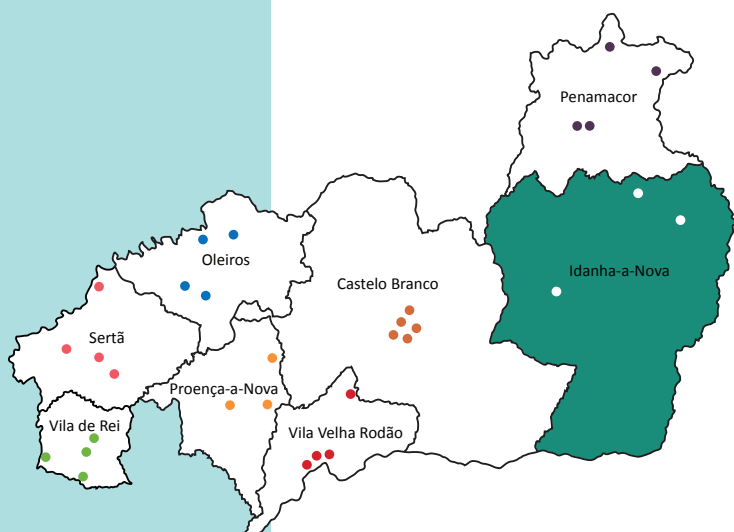 Penamacor
Idanha-a-Nova
Oleiros
Castelo Branco
Sertã
Proença-a-Nova
Vila de Rei
Vila Velha Rodão